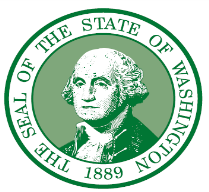 THE SEAL OF THE STATE OF WASHINGTON
1889